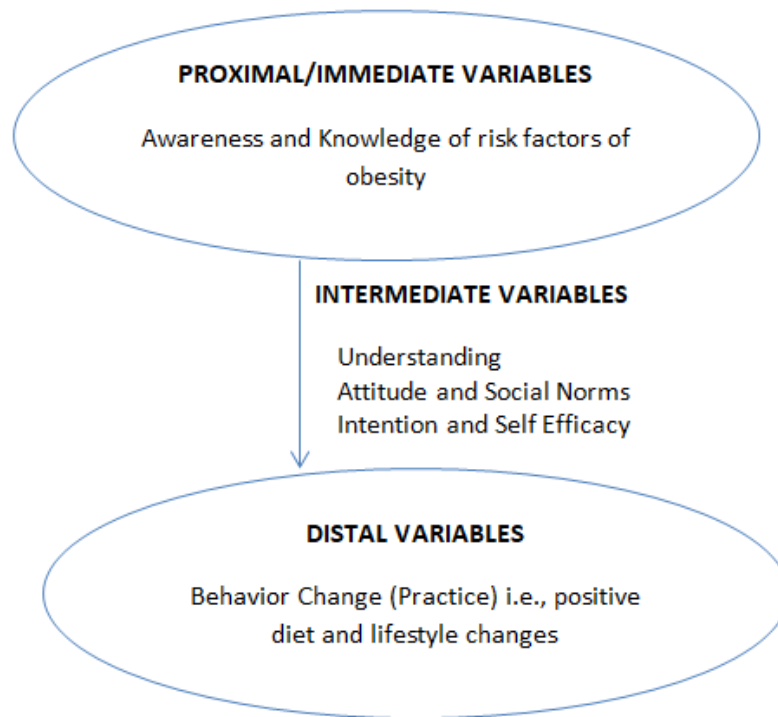 PROXIMAL/IMMEDIATE VARIABLES
Awareness and Knowledge of risk factors of
obesity
INTERMEDIATE VARIABLES
Understanding
Attitude and Social Norms
Intention and Self Efficacy
DISTAL VARIABLES
Behavior Change (Practice) i.e., positive
diet and lifestyle changes